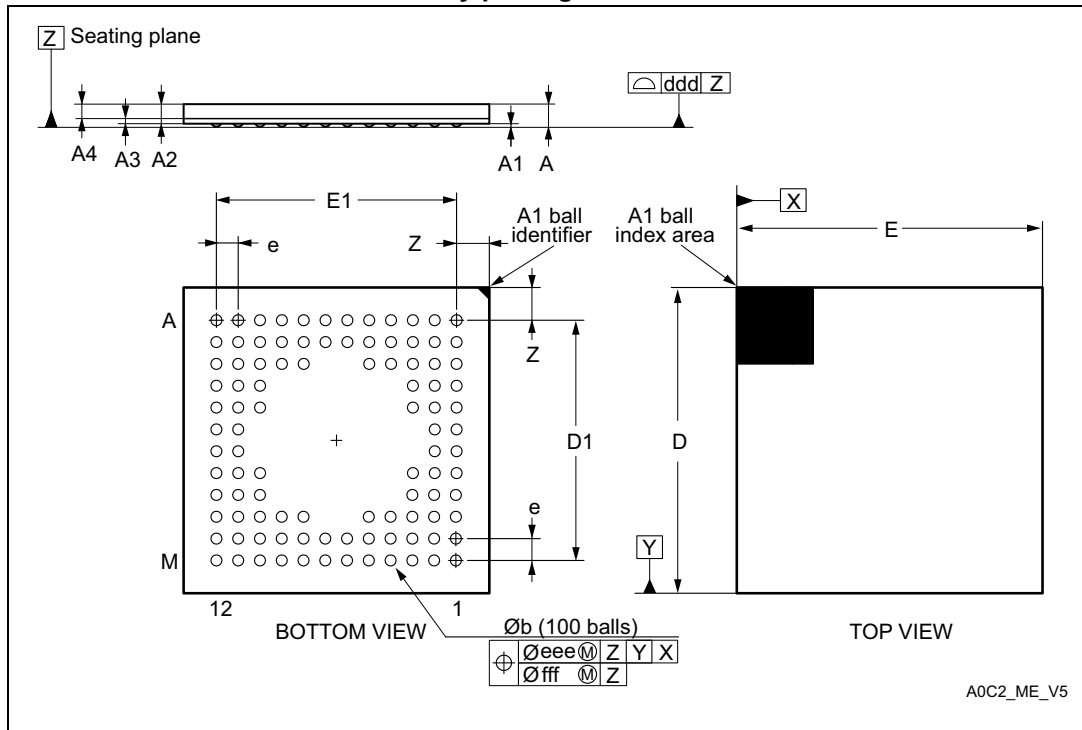 Z Seating plane
ddd Z
A4 A3 A2 A1 A
E1
A1 ball
identifier
A1 ball
index area
X
E
e
Z
A
Z
D1
D
e
Y
M
12 1
BOTTOM VIEW
Øb (100 balls)
TOP VIEW
Øeee Ⓜ Z Y X
Øfff Ⓜ Z
A0C2_ME_V5